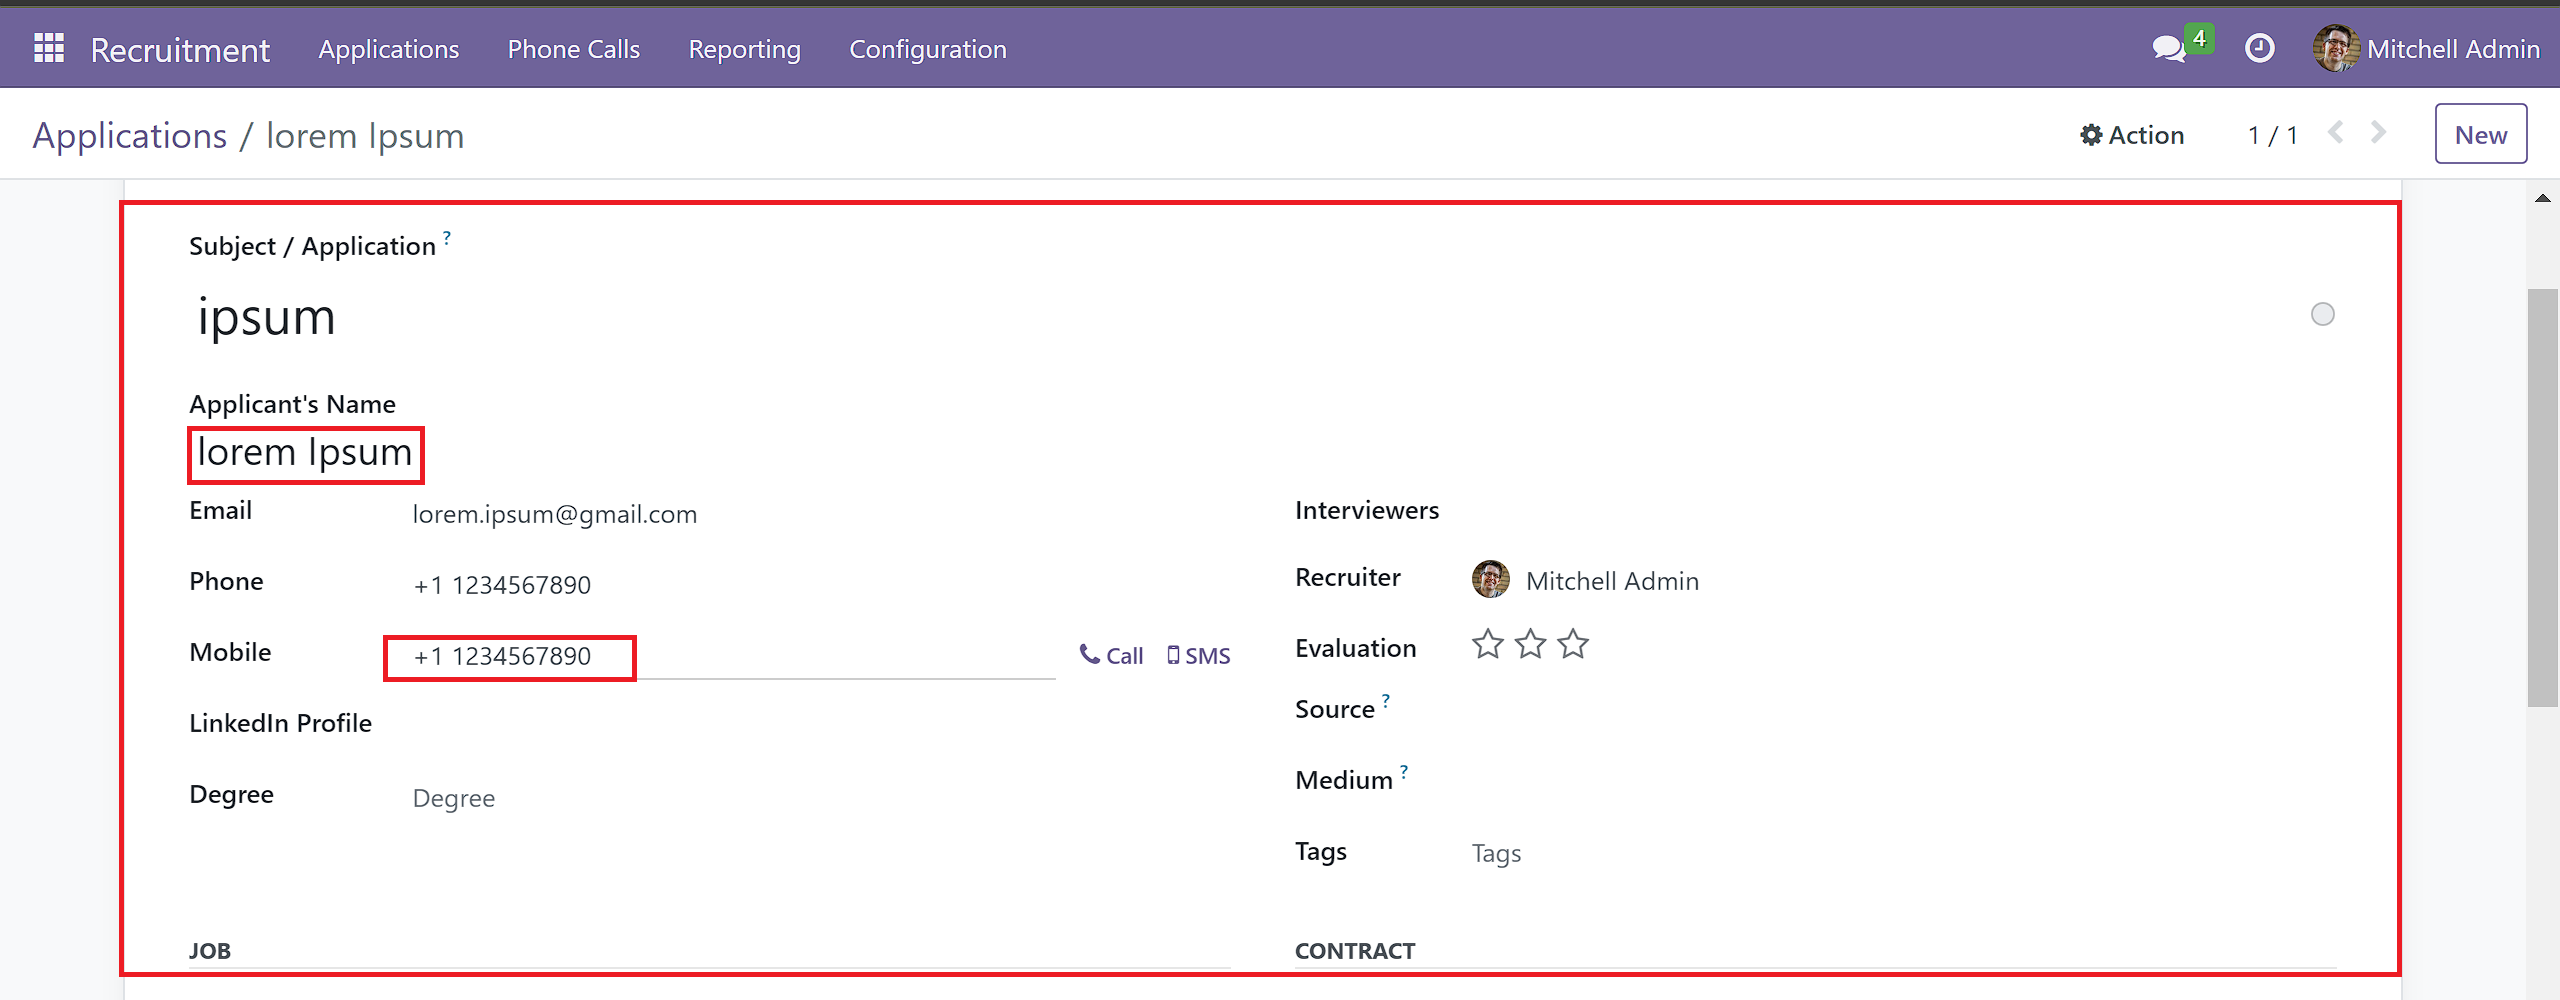 Recruitment Applications Phone Calls Reporting Configuration 4 Mitchell Admin
Applications / lorem Ipsum Action 1 / 1 New
Subject / Application ?
ipsum
Applicant's Name
lorem Ipsum
Email lorem.ipsum@gmail.com
Phone +1 1234567890
Mobile +1 1234567890 Call SMS
LinkedIn Profile
Degree Degree
Interviewers
Recruiter Mitchell Admin
Evaluation
Source ?
Medium ?
Tags Tags
JOB
CONTRACT